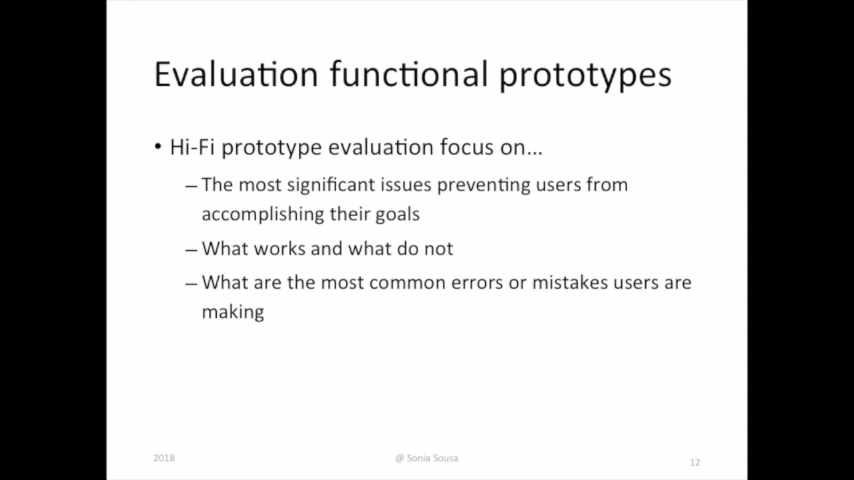 Evaluation functional prototypes
• Hi-Fi prototype evaluation focus on...
– The most significant issues preventing users from
accomplishing their goals
– What works and what do not
– What are the most common errors or mistakes users are
making
2018
@ Sonia Sousa
12